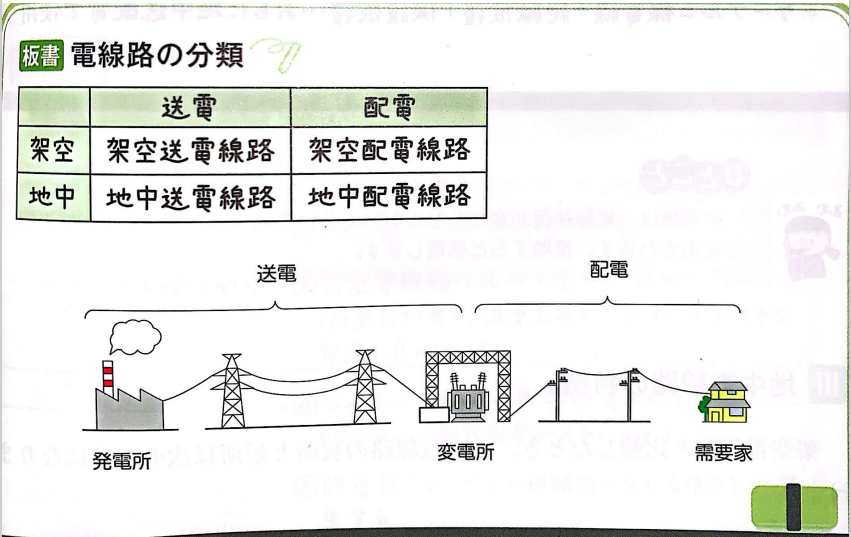 板書 電線路の分類
送電 配電
架空 架空送電線路 架空配電線路
地中 地中送電線路 地中配電線路
送電 配電
発電所 変電所 需要家